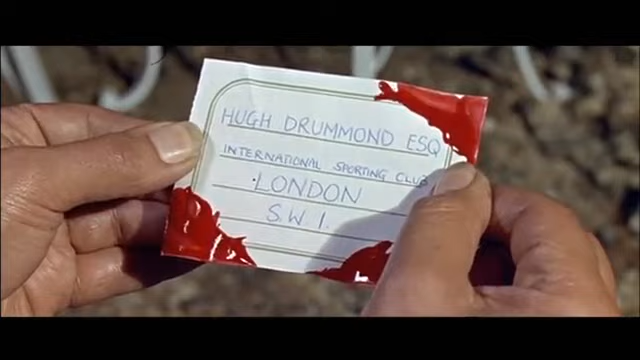 HUGH DRUMMOND ESQ
INTERNATIONAL SPORTING CLUB
LONDON
S.W.1.